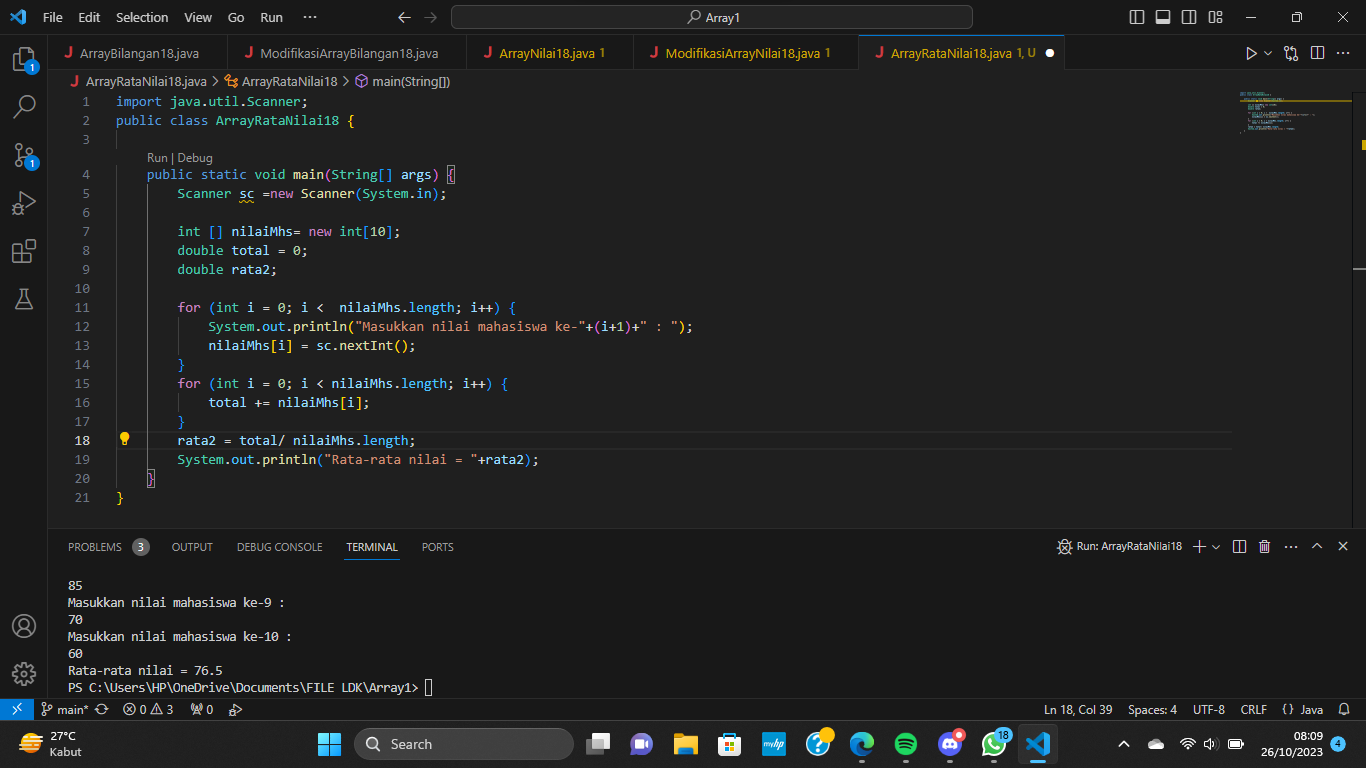 File Edit Selection View Go Run ··· Array1
ArrayBilangan18.java ModifikasiArrayBilangan18.java ArrayNilai18.java 1 ModifikasiArrayNilai18.java 1 ArrayRataNilai18.java 1, U
ArrayRataNilai18.java > ArrayRataNilai18 > main(String[])
1 import java.util.Scanner;
2 public class ArrayRataNilai18 {
3
Run | Debug
4 public static void main(String[] args) {
5 Scanner sc =new Scanner(System.in);
6
7 int [] nilaiMhs= new int[10];
8 double total = 0;
9 double rata2;
10
11 for (int i = 0; i <  nilaiMhs.length; i++) {
12 System.out.println("Masukkan nilai mahasiswa ke-"+(i+1)+" : ");
13 nilaiMhs[i] = sc.nextInt();
14 }
15 for (int i = 0; i < nilaiMhs.length; i++) {
16 total += nilaiMhs[i];
17 }
18 rata2 = total/ nilaiMhs.length;
19 System.out.println("Rata-rata nilai = "+rata2);
20 }
21 }
1
1
PROBLEMS 3 OUTPUT DEBUG CONSOLE TERMINAL PORTS Run: ArrayRataNilai18
85
Masukkan nilai mahasiswa ke-9 :
70
Masukkan nilai mahasiswa ke-10 :
60
Rata-rata nilai = 76.5
PS C:\Users\HP\OneDrive\Documents\FILE LDK\Array1>
main* 0 3 0 Ln 18, Col 39 Spaces: 4 UTF-8 CRLF {} Java
27°C
Kabut
Search
myhp
18
08:09
26/10/2023
4